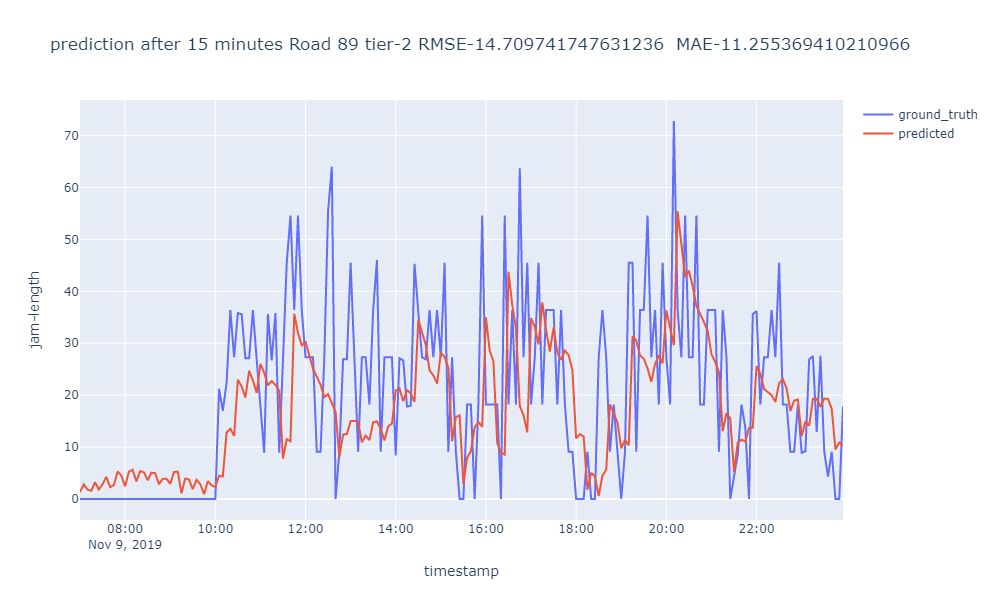 prediction after 15 minutes Road 89 tier-2 RMSE-14.709741747631236  MAE-11.255369410210966
ground_truth
predicted
jam-length
70
60
50
40
30
20
10
0
08:00 10:00 12:00 14:00 16:00 18:00 20:00 22:00
Nov 9, 2019
timestamp